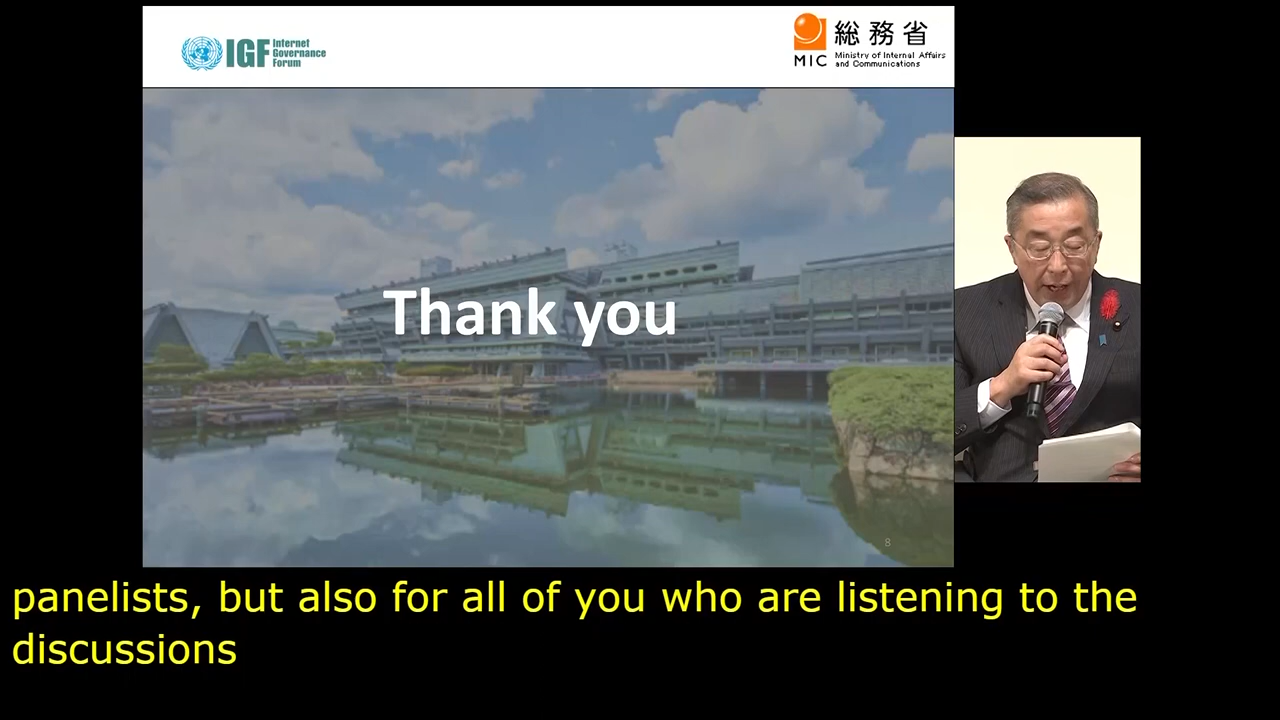 IGF Internet
Governance
Forum
総務省
MIC Ministry of Internal Affairs
and Communications
Thank you
8
panelists, but also for all of you who are listening to the
discussions